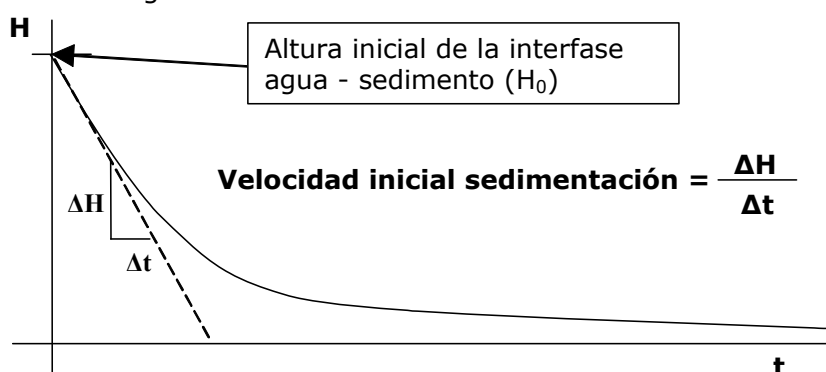 H
Altura inicial de la interfase
agua - sedimento (H₀)
Velocidad inicial sedimentación = ΔH
Δt
ΔH
Δt
t